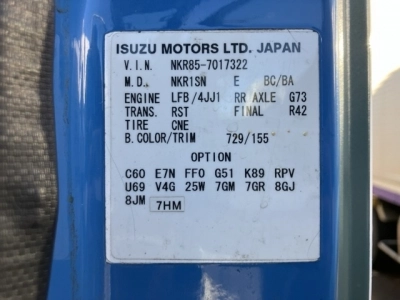 ISUZU MOTORS LTD. JAPAN
V.I.N. NKR85-7017322
M.D. NKR1SN E BC/BA
ENGINE LFB/4JJ1 RR AXLE G73
TRANS. RST FINAL R42
TIRE CNE
B.COLOR/TRIM 729/155
OPTION
C60 E7N FF0 G51 K89 RPV
U69 V4G 25W 7GM 7GR 8GJ
8JM 7HM